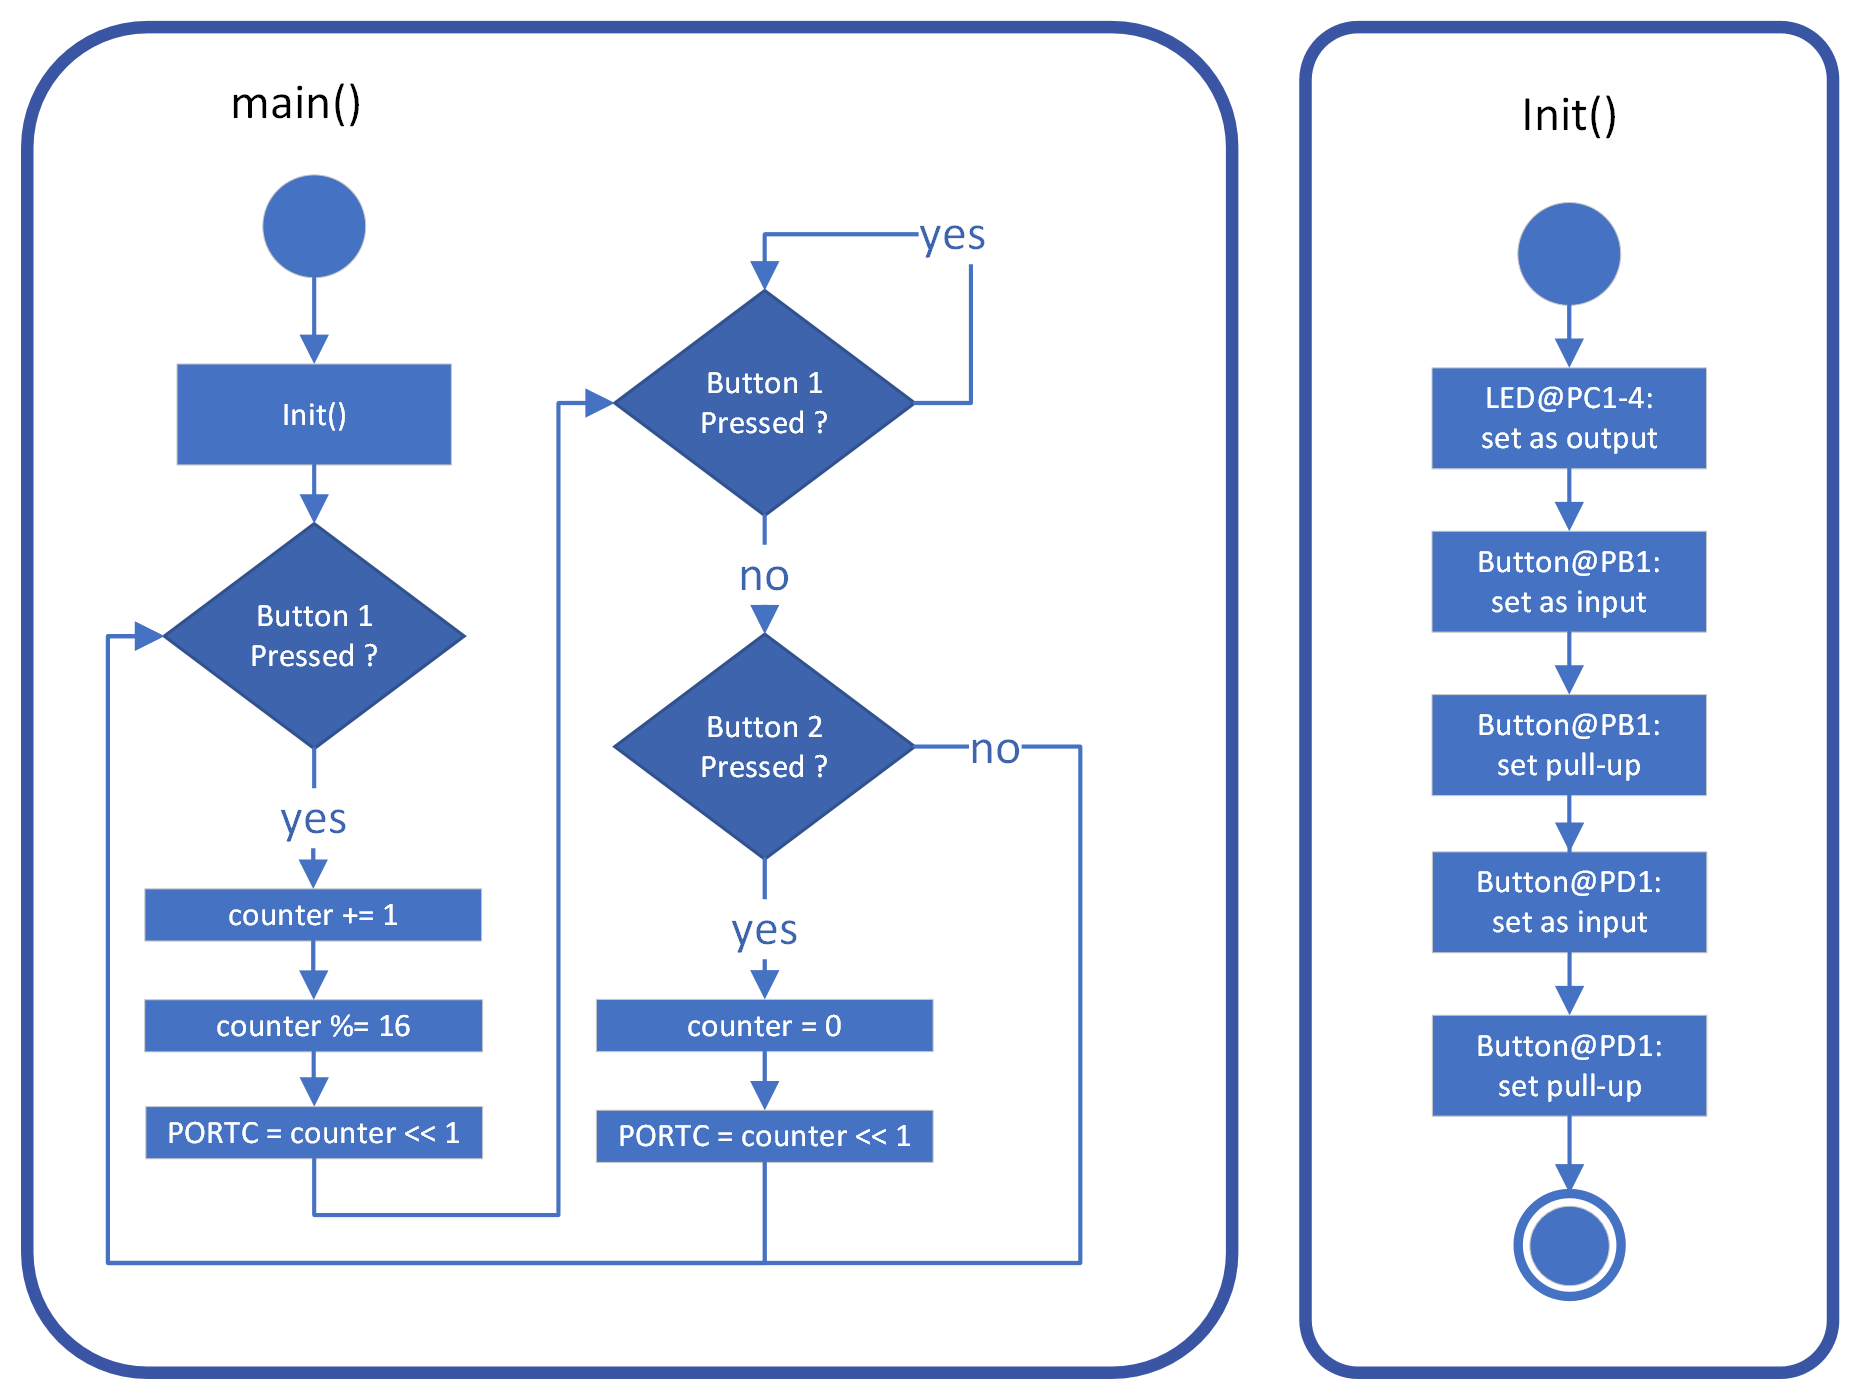 main()
Init()
Button 1
Pressed ?
yes
counter += 1
counter %= 16
PORTC = counter << 1
yes
Button 1
Pressed ?
no
Button 2
Pressed ?
no
yes
counter = 0
PORTC = counter << 1
Init()
LED@PC1-4:
set as output
Button@PB1:
set as input
Button@PB1:
set pull-up
Button@PD1:
set as input
Button@PD1:
set pull-up